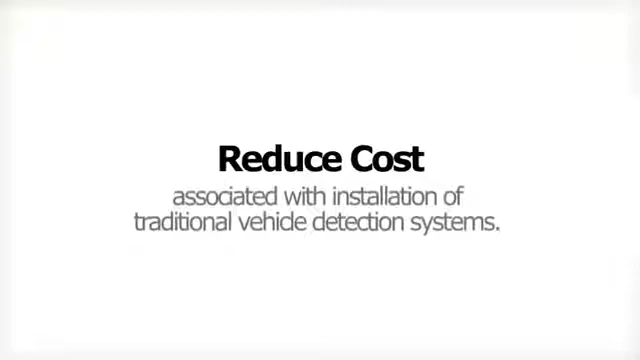 Reduce Cost
associated with installation of
traditional vehicle detection systems.